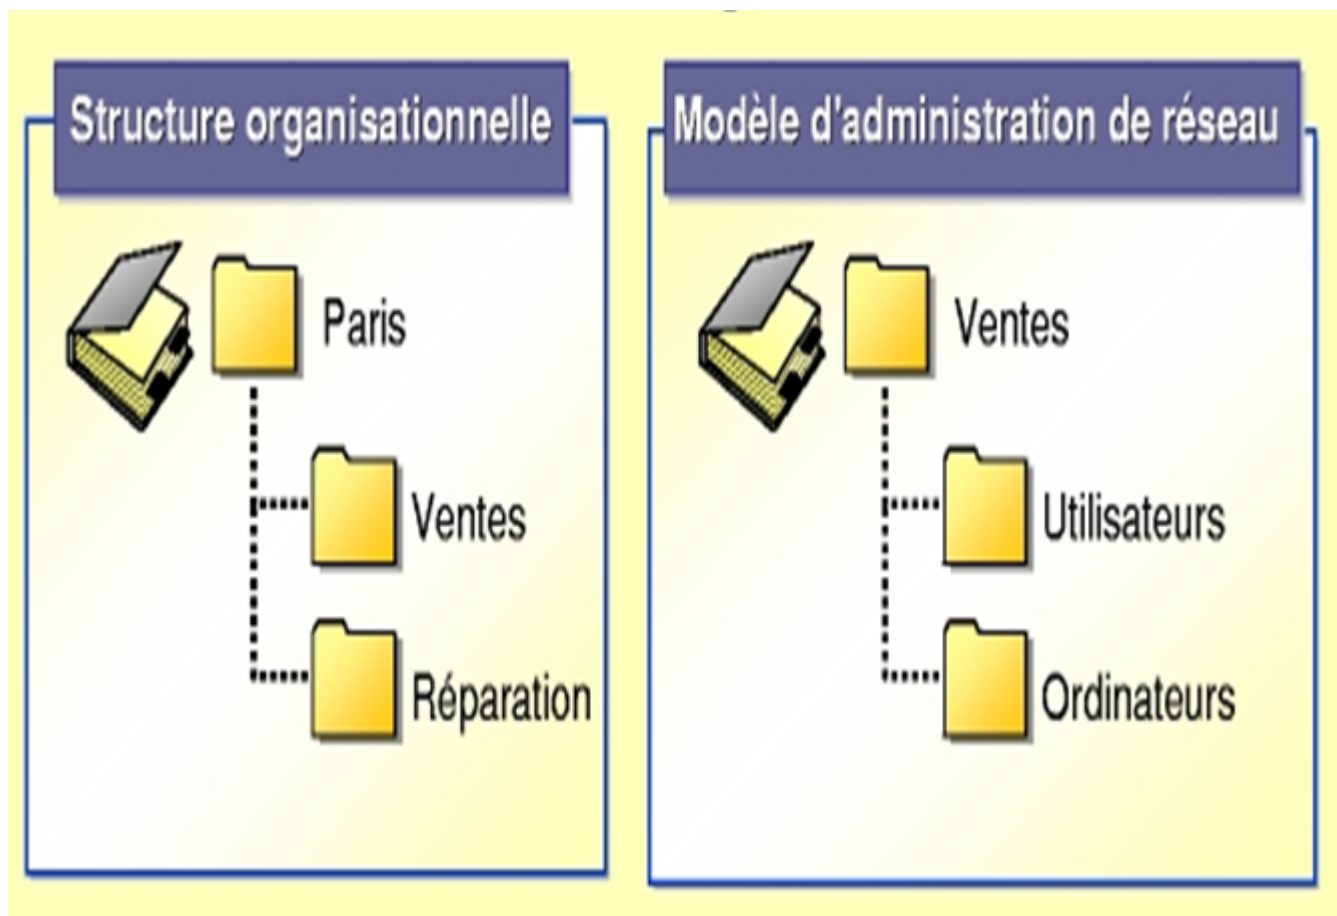 Structure organisationnelle
Paris
Ventes
Réparation
Modèle d'administration de réseau
Ventes
Utilisateurs
Ordinateurs